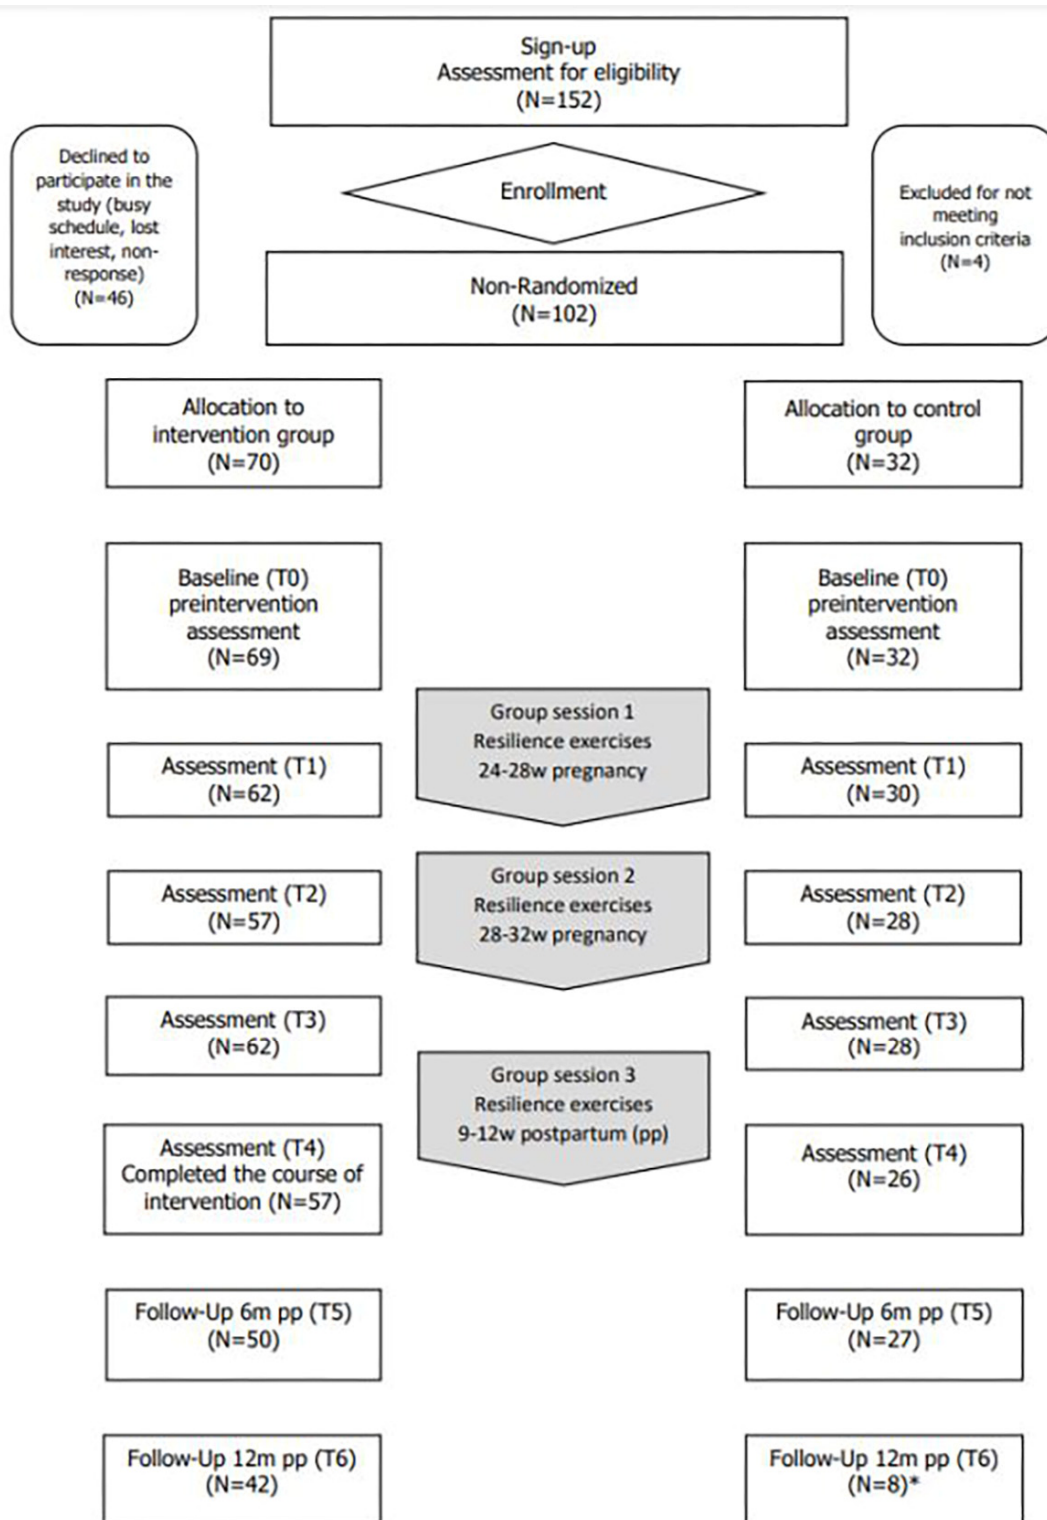 Sign-up
Assessment for eligibility
(N=152)
Declined to
participate in the
study (busy
schedule, lost
interest, non-
response)
(N=46)
Enrollment
Excluded for not
meeting
inclusion criteria
(N=4)
Non-Randomized
(N=102)
Allocation to
intervention group
(N=70)
Allocation to control
group
(N=32)
Baseline (T0)
preintervention
assessment
(N=69)
Baseline (T0)
preintervention
assessment
(N=32)
Group session 1
Resilience exercises
24-28w pregnancy
Assessment (T1)
(N=62)
Assessment (T1)
(N=30)
Group session 2
Resilience exercises
28-32w pregnancy
Assessment (T2)
(N=57)
Assessment (T2)
(N=28)
Assessment (T3)
(N=62)
Assessment (T3)
(N=28)
Group session 3
Resilience exercises
9-12w postpartum (pp)
Assessment (T4)
Completed the course of
intervention (N=57)
Assessment (T4)
(N=26)
Follow-Up 6m pp (T5)
(N=50)
Follow-Up 6m pp (T5)
(N=27)
Follow-Up 12m pp (T6)
(N=42)
Follow-Up 12m pp (T6)
(N=8)*